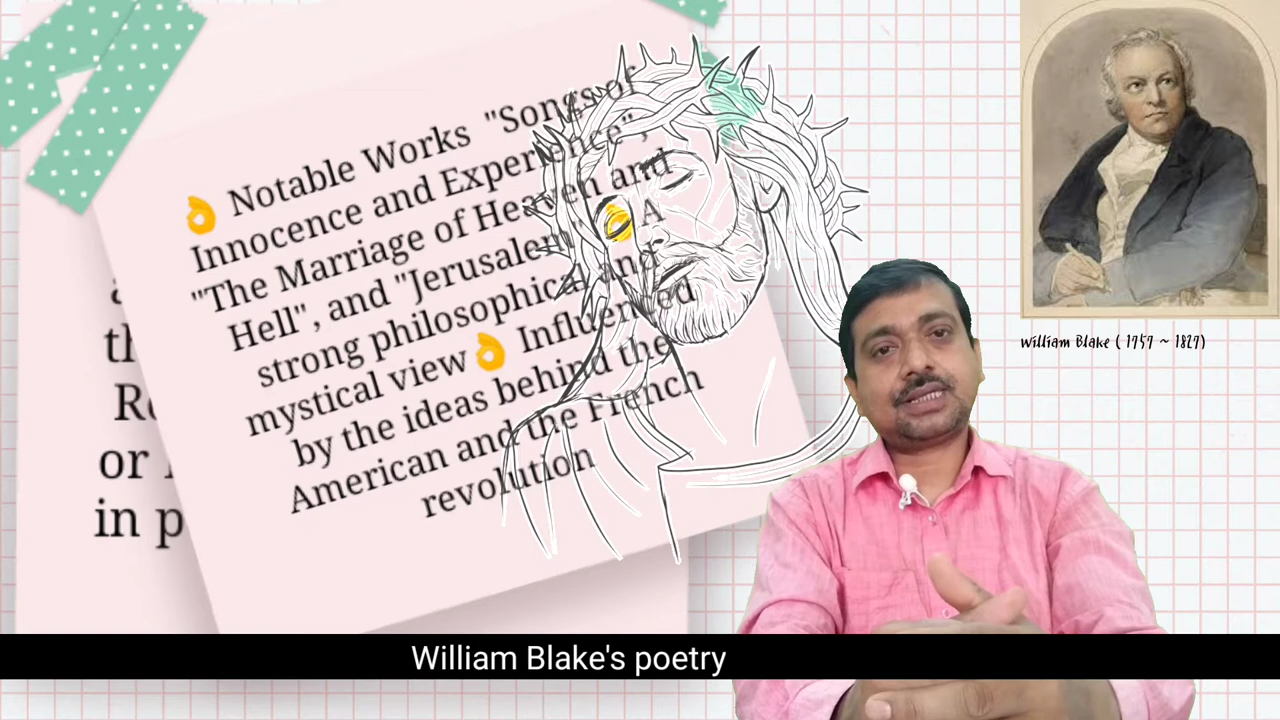 👌 Notable Works "Songs of
Innocence and Experience",
"The Marriage of Heaven and
Hell", and "Jerusalem" A
strong philosophical and
mystical view👌 Influenced
by the ideas behind the
American and the French
revolution
th
or
in p
William Blake ( 1757 ~ 1827)
William Blake's poetry